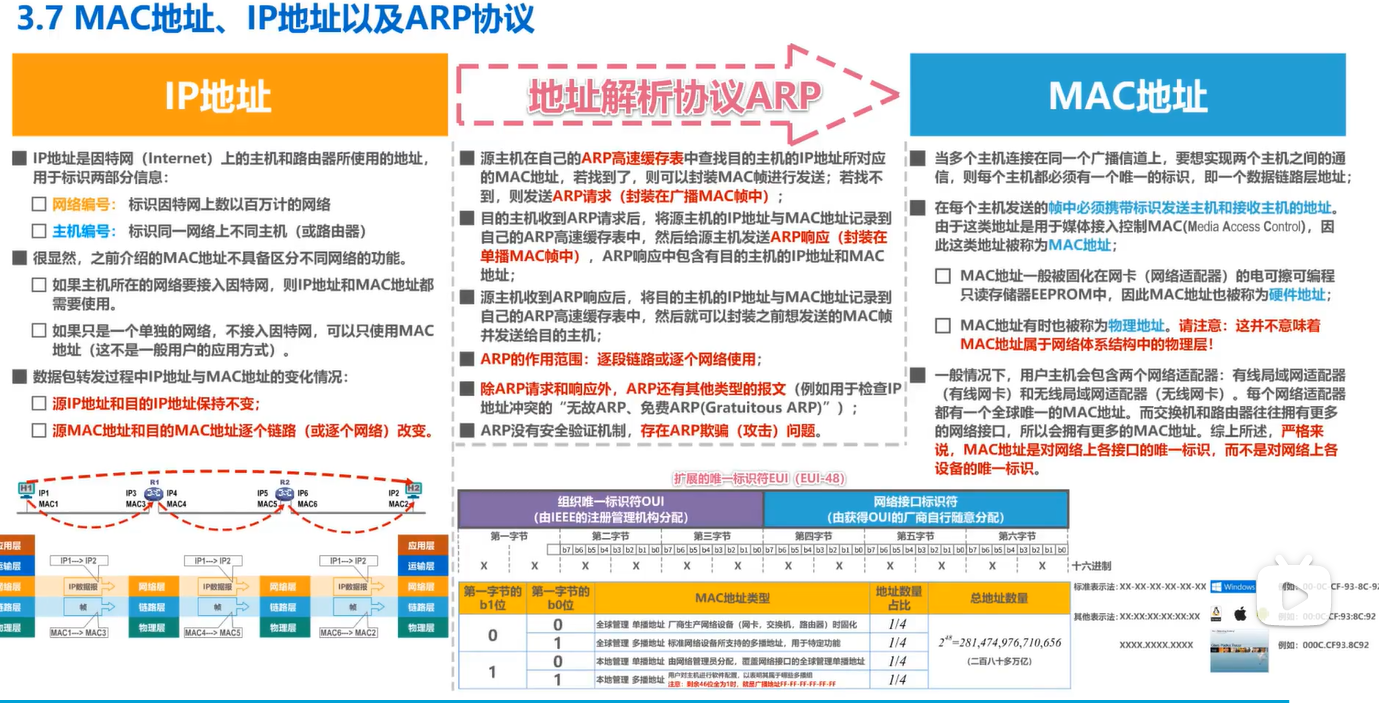 3.7 MAC地址、IP地址以及ARP协议
IP地址
IP地址是因特网（Internet）上的主机和路由器所使用的地址，
用于标识两部分信息：
网络编号： 标识因特网上数以百万计的网络
主机编号： 标识同一网络上不同主机（或路由器）
很显然，之前介绍的MAC地址不具备区分不同网络的功能。
如果主机所在的网络要接入因特网，则IP地址和MAC地址都
需要使用。
如果只是一个单独的网络，不接入因特网，可以只使用MAC
地址（这不是一般用户的应用方式）。
数据包转发过程中IP地址与MAC地址的变化情况：
源IP地址和目的IP地址保持不变；
源MAC地址和目的MAC地址逐个链路（或逐个网络）改变。
H1 IP1 MAC1
R1
IP3 IP4
MAC3 MAC4
R2
IP5 IP6
MAC5 MAC6
IP2 H2
MAC2
应用层 应用层
运输层 IP1---> IP2 IP1---> IP2 IP1---> IP2 运输层
网络层 IP数据报 网络层 IP数据报 网络层 IP数据报 网络层
链路层 帧 链路层 帧 链路层 帧 链路层
物理层 MAC1---> MAC3 物理层 MAC4---> MAC5 物理层 MAC6---> MAC2 物理层
地址解析协议ARP
源主机在自己的ARP高速缓存表中查找目的主机的IP地址所对应
的MAC地址，若找到了，则可以封装MAC帧进行发送；若找不
到，则发送ARP请求（封装在广播MAC帧中）；
目的主机收到ARP请求后，将源主机的IP地址与MAC地址记录到
自己的ARP高速缓存表中，然后给源主机发送ARP响应（封装在
单播MAC帧中），ARP响应中包含有目的主机的IP地址和MAC
地址；
源主机收到ARP响应后，将目的主机的IP地址与MAC地址记录到
自己的ARP高速缓存表中，然后就可以封装之前想发送的MAC帧
并发送给目的主机；
ARP的作用范围：逐段链路或逐个网络使用；
除ARP请求和响应外，ARP还有其他类型的报文（例如用于检查IP
地址冲突的“无故ARP、免费ARP(Gratuitous ARP)”）；
ARP没有安全验证机制，存在ARP欺骗（攻击）问题。
MAC地址
当多个主机连接在同一个广播信道上，要想实现两个主机之间的通
信，则每个主机都必须有一个唯一的标识，即一个数据链路层地址；
在每个主机发送的帧中必须携带标识发送主机和接收主机的地址。
由于这类地址是用于媒体接入控制MAC(Media Access Control)，因
此这类地址被称为MAC地址；
MAC地址一般被固化在网卡（网络适配器）的电可擦可编程
只读存储器EEPROM中，因此MAC地址也被称为硬件地址；
MAC地址有时也被称为物理地址。请注意：这并不意味着
MAC地址属于网络体系结构中的物理层！
一般情况下，用户主机会包含两个网络适配器：有线局域网适配器
（有线网卡）和无线局域网适配器（无线网卡）。每个网络适配器
都有一个全球唯一的MAC地址。而交换机和路由器往往拥有更多
的网络接口，所以会拥有更多的MAC地址。综上所述，严格来
说，MAC地址是对网络上各接口的唯一标识，而不是对网络上各
设备的唯一标识。
扩展的唯一标识符EUI（EUI-48）
组织唯一标识符OUI 网络接口标识符
（由IEEE的注册管理机构分配） （由获得OUI的厂商自行随意分配）
第一字节 第二字节 第三字节 第四字节 第五字节 第六字节
b7 b6 b5 b4 b3 b2 b1 b0 b7 b6 b5 b4 b3 b2 b1 b0 b7 b6 b5 b4 b3 b2 b1 b0 b7 b6 b5 b4 b3 b2 b1 b0 b7 b6 b5 b4 b3 b2 b1 b0
X X X X X X X X X X X X 十六进制
第一字节的b1位 第一字节的b0位 MAC地址类型 地址数量占比 总地址数量
0 0 全球管理 单播地址 厂商生产网络设备（网卡，交换机，路由器）时固化 1/4
1 全球管理 多播地址 标准网络设备所支持的多播地址，用于特定功能 1/4
1 0 本地管理 单播地址 由网络管理员分配，覆盖网络接口的全球管理单播地址 1/4
1 本地管理 多播地址 用户对主机进行软件配置，以表明其属于哪些多播组 1/4
注意：剩余46位全为1时，就是广播地址FF-FF-FF-FF-FF-FF
2^48=281,474,976,710,656
（二百八十多万亿）
标准表示法: XX-XX-XX-XX-XX-XX Windows 例如: 00-0C-CF-93-8C-92
其他表示法: XX:XX:XX:XX:XX:XX 例如: 00:0C:CF:93:8C:92
XXXX.XXXX.XXXX 例如: 000C.CF93.8C92